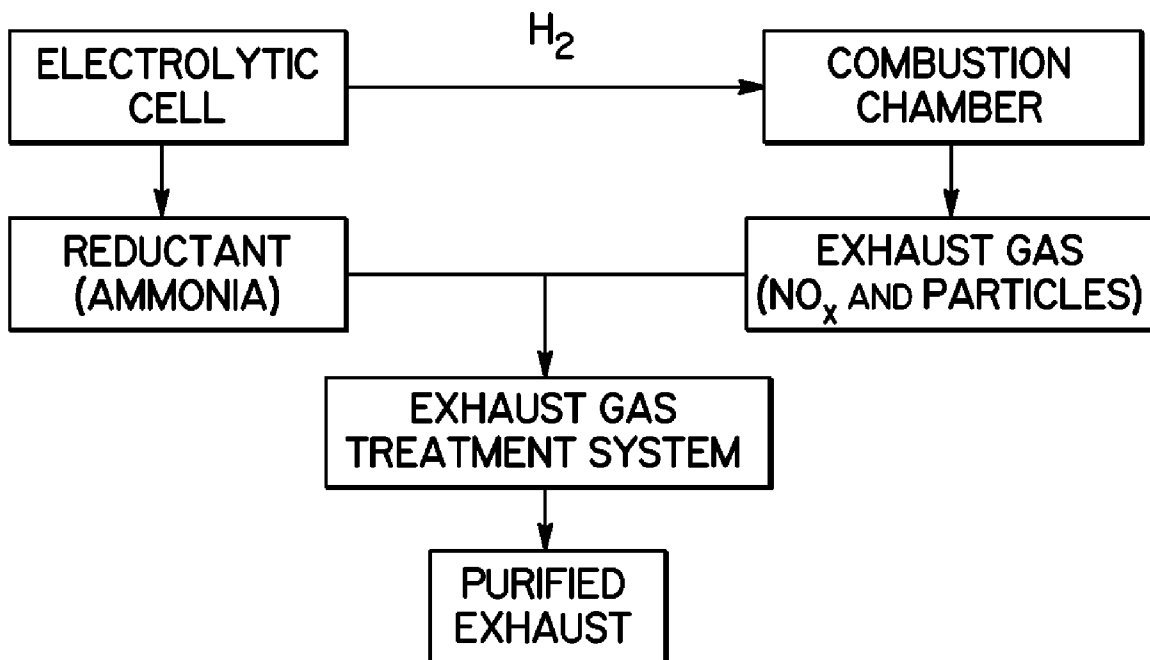 ELECTROLYTIC
CELL
H₂
COMBUSTION
CHAMBER
REDUCTANT
(AMMONIA)
EXHAUST GAS
(NOₓ AND PARTICLES)
EXHAUST GAS
TREATMENT SYSTEM
PURIFIED
EXHAUST